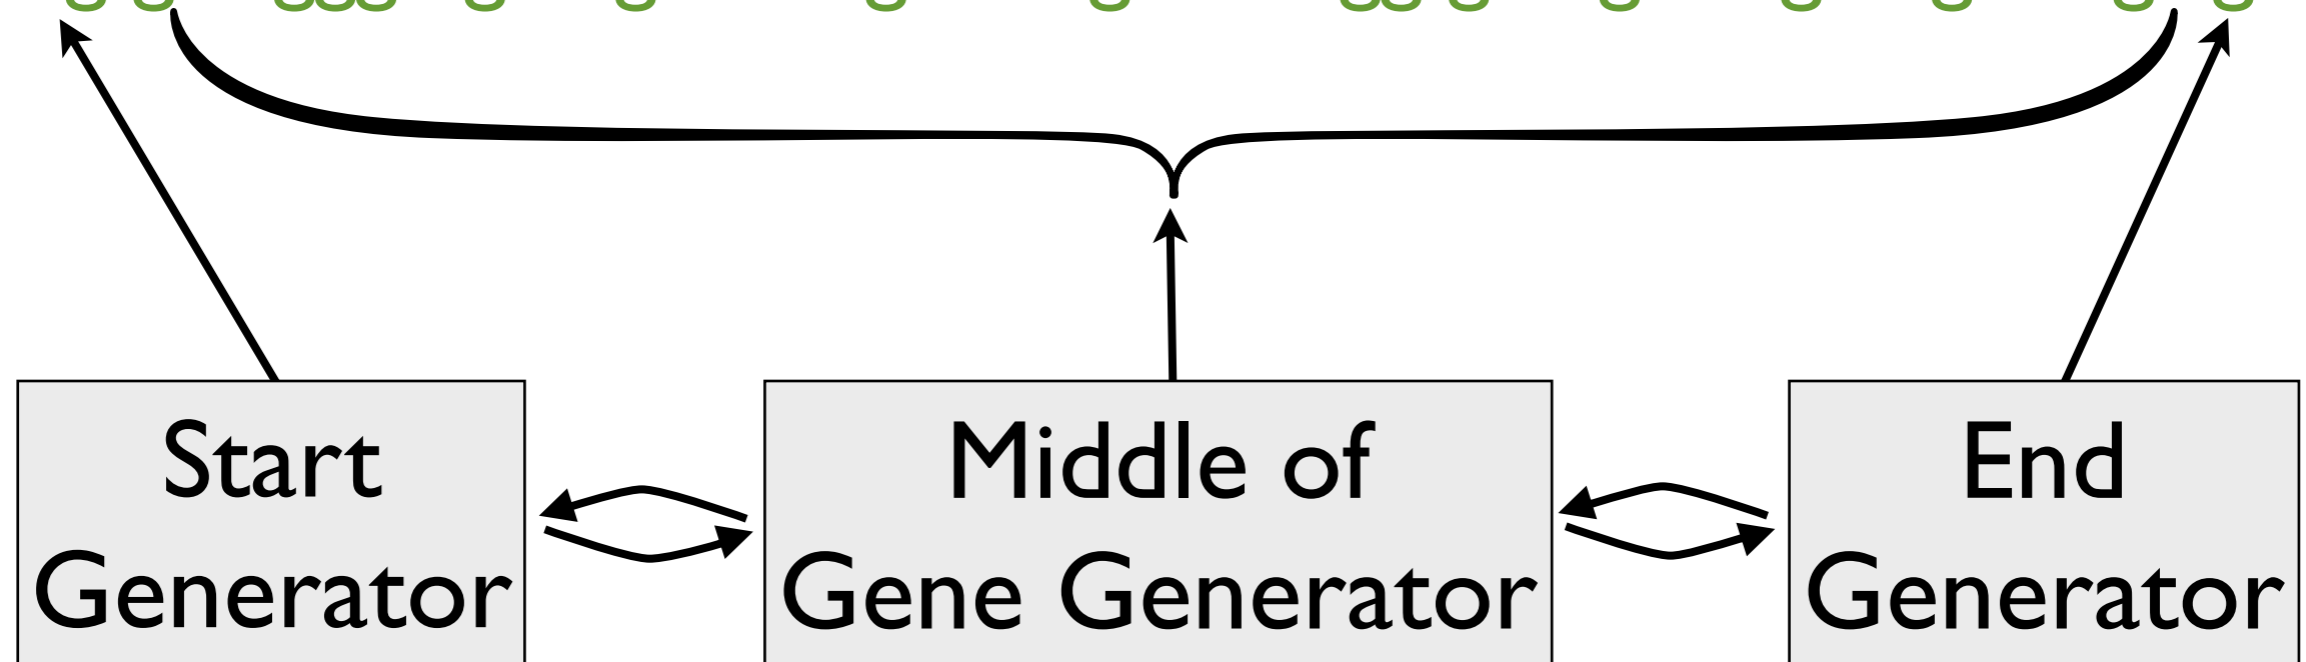 Start
Generator
Middle of
Gene Generator
End
Generator